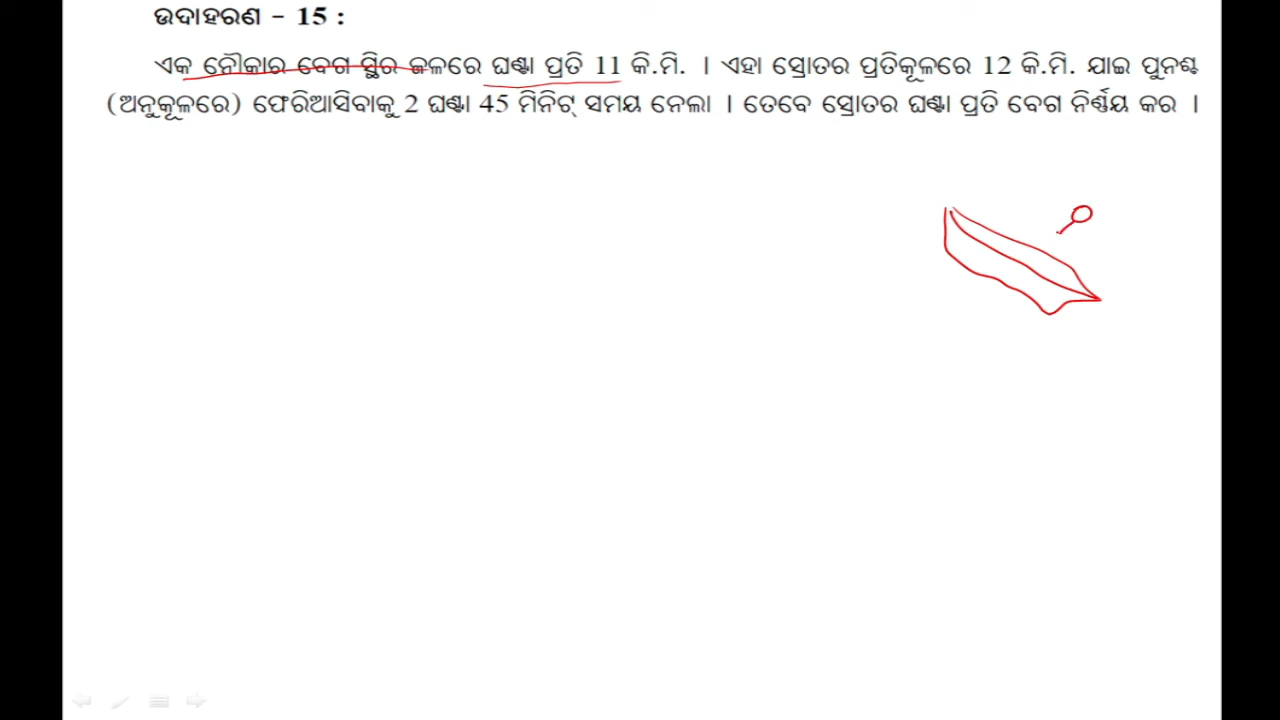 ଉଦାହରଣ - 15 :
ଏକ ନୌକାର ବେଗ ସ୍ଥିର ଜଳରେ ଘଣ୍ଟା ପ୍ରତି 11 କି.ମି. । ଏହା ସ୍ରୋତର ପ୍ରତିକୂଳରେ 12 କି.ମି. ଯାଇ ପୁନଶ୍ଚ
(ଅନୁକୂଳରେ) ଫେରିଆସିବାକୁ 2 ଘଣ୍ଟା 45 ମିନିଟ୍ ସମୟ ନେଲା । ତେବେ ସ୍ରୋତର ଘଣ୍ଟା ପ୍ରତି ବେଗ ନିର୍ଣ୍ଣୟ କର ।